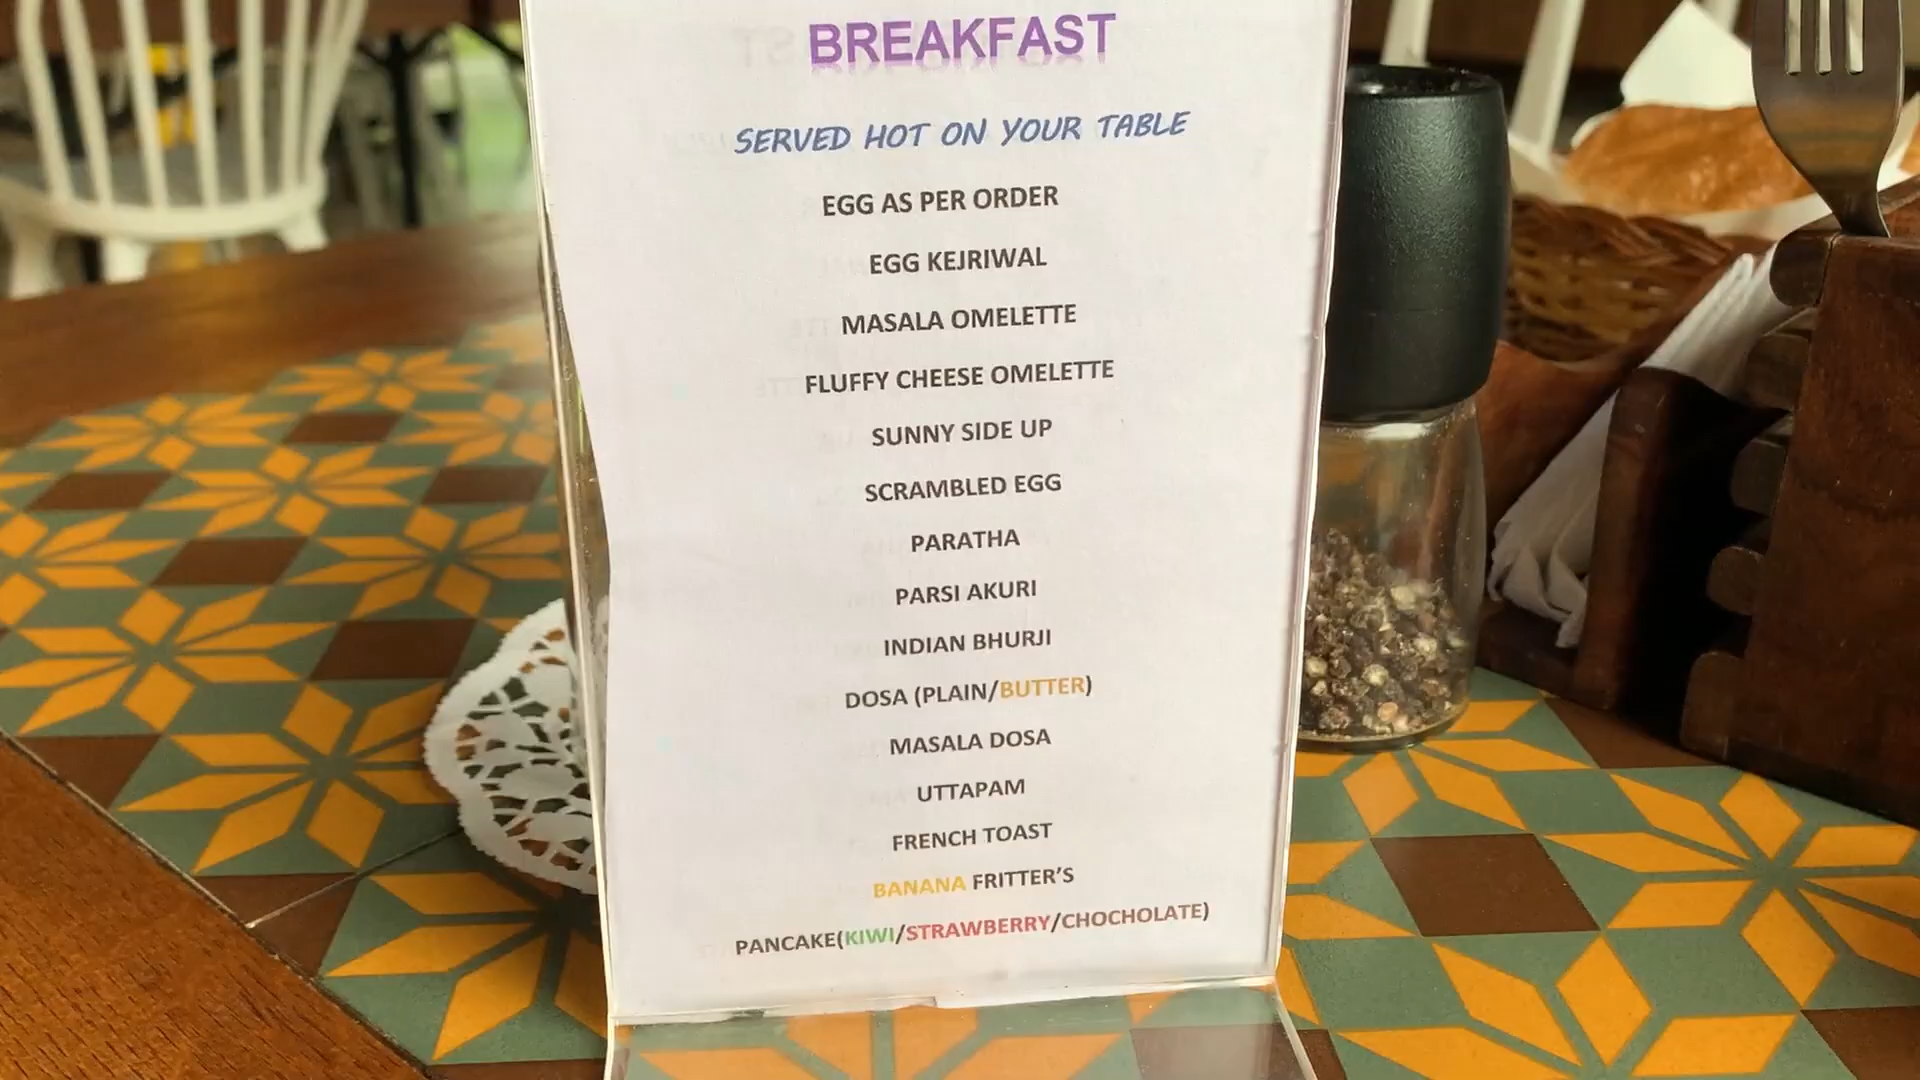 BREAKFAST
SERVED HOT ON YOUR TABLE
EGG AS PER ORDER
EGG KEJRIWAL
MASALA OMELETTE
FLUFFY CHEESE OMELETTE
SUNNY SIDE UP
SCRAMBLED EGG
PARATHA
PARSI AKURI
INDIAN BHURJI
DOSA (PLAIN/BUTTER)
MASALA DOSA
UTTAPAM
FRENCH TOAST
BANANA FRITTER'S
PANCAKE(KIWI/STRAWBERRY/CHOCHOLATE)